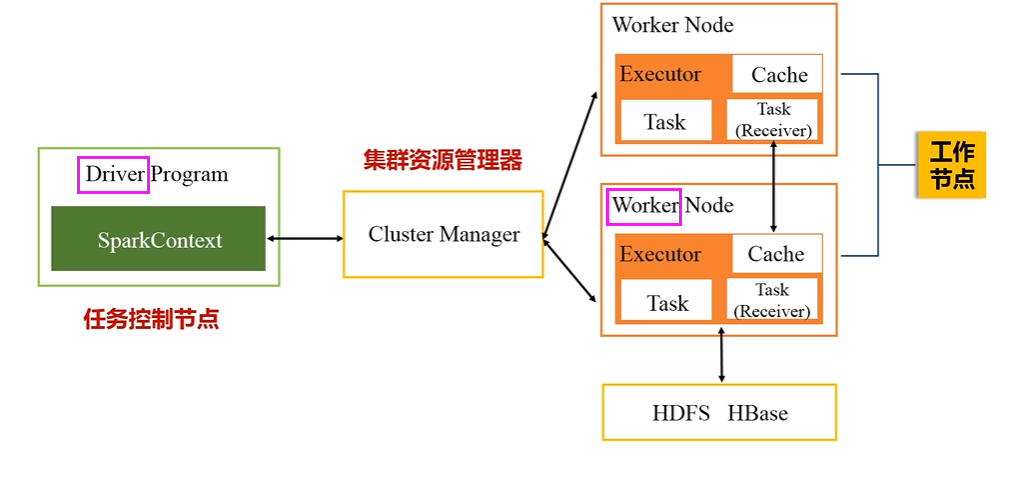 Driver Program
SparkContext
任务控制节点
集群资源管理器
Cluster Manager
Worker Node
Executor
Cache
Task
Task
(Receiver)
Worker Node
Executor
Cache
Task
Task
(Receiver)
HDFS HBase
工作
节点